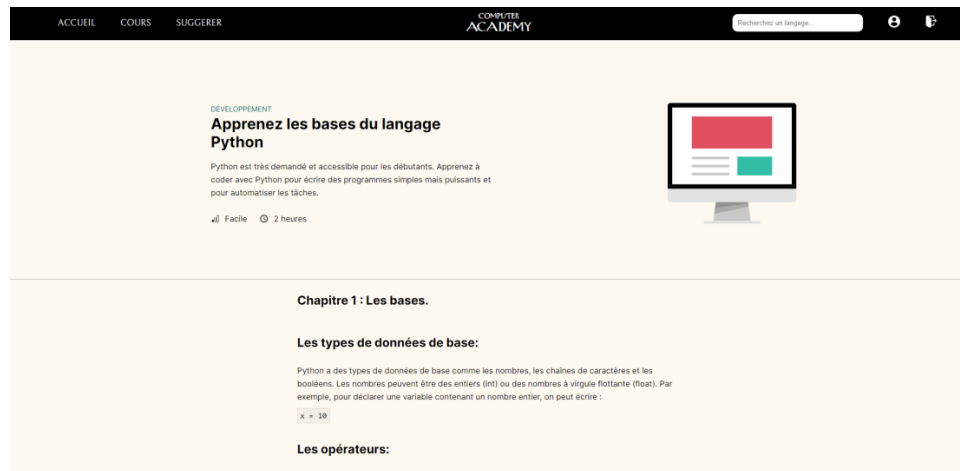 ACCUEIL COURS SUGGERER
COMPUTER
ACADEMY
Recherchez un langage...
DÉVELOPPEMENT
Apprenez les bases du langage
Python
Python est très demandé et accessible pour les débutants. Apprenez à
coder avec Python pour écrire des programmes simples mais puissants et
pour automatiser les tâches.
Facile 2 heures
Chapitre 1 : Les bases.
Les types de données de base:
Python a des types de données de base comme les nombres, les chaînes de caractères et les
booléens. Les nombres peuvent être des entiers (int) ou des nombres à virgule flottante (float). Par
exemple, pour déclarer une variable contenant un nombre entier, on peut écrire :
x = 10
Les opérateurs: